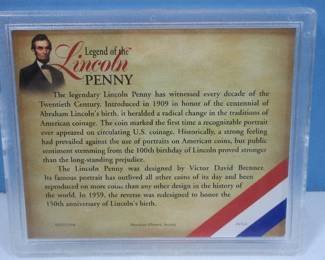 Legend of the
Lincoln
PENNY
The legendary Lincoln Penny has witnessed every decade of the
Twentieth Century. Introduced in 1909 in honor of the centennial of
Abraham Lincoln's birth, it heralded a radical change in the traditions of
American coinage. The coin marked the first time a recognizable portrait
ever appeared on circulating U.S. coinage. Historically, a strong feeling
had prevailed against the use of portraits on American coins, but public
sentiment stemming from the 100th birthday of Lincoln proved stronger
than the long-standing prejudice.
The Lincoln Penny was designed by Victor David Brenner.
Its famous portrait has outlived all other coins of its day and been
reproduced on more coins than any other design in the history of
the world. In 1959, the reverse was redesigned to honor the
150th anniversary of Lincoln's birth.